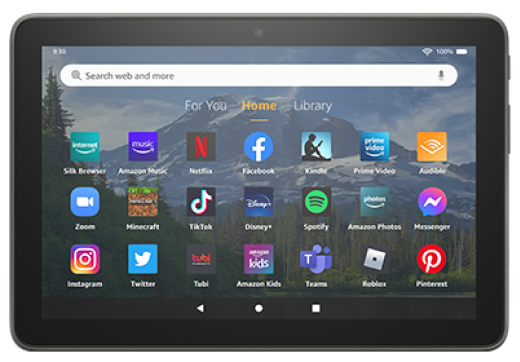 9:30
100%
Search web and more
For You Home Library
internet music prime video
Silk Browser Amazon Music Netflix Facebook Kindle Prime Video Audible
Disney+ photos
Zoom Minecraft TikTok Disney+ Spotify Amazon Photos Messenger
tubi amazon kids T
Instagram Twitter Tubi Amazon Kids Teams Roblox Pinterest